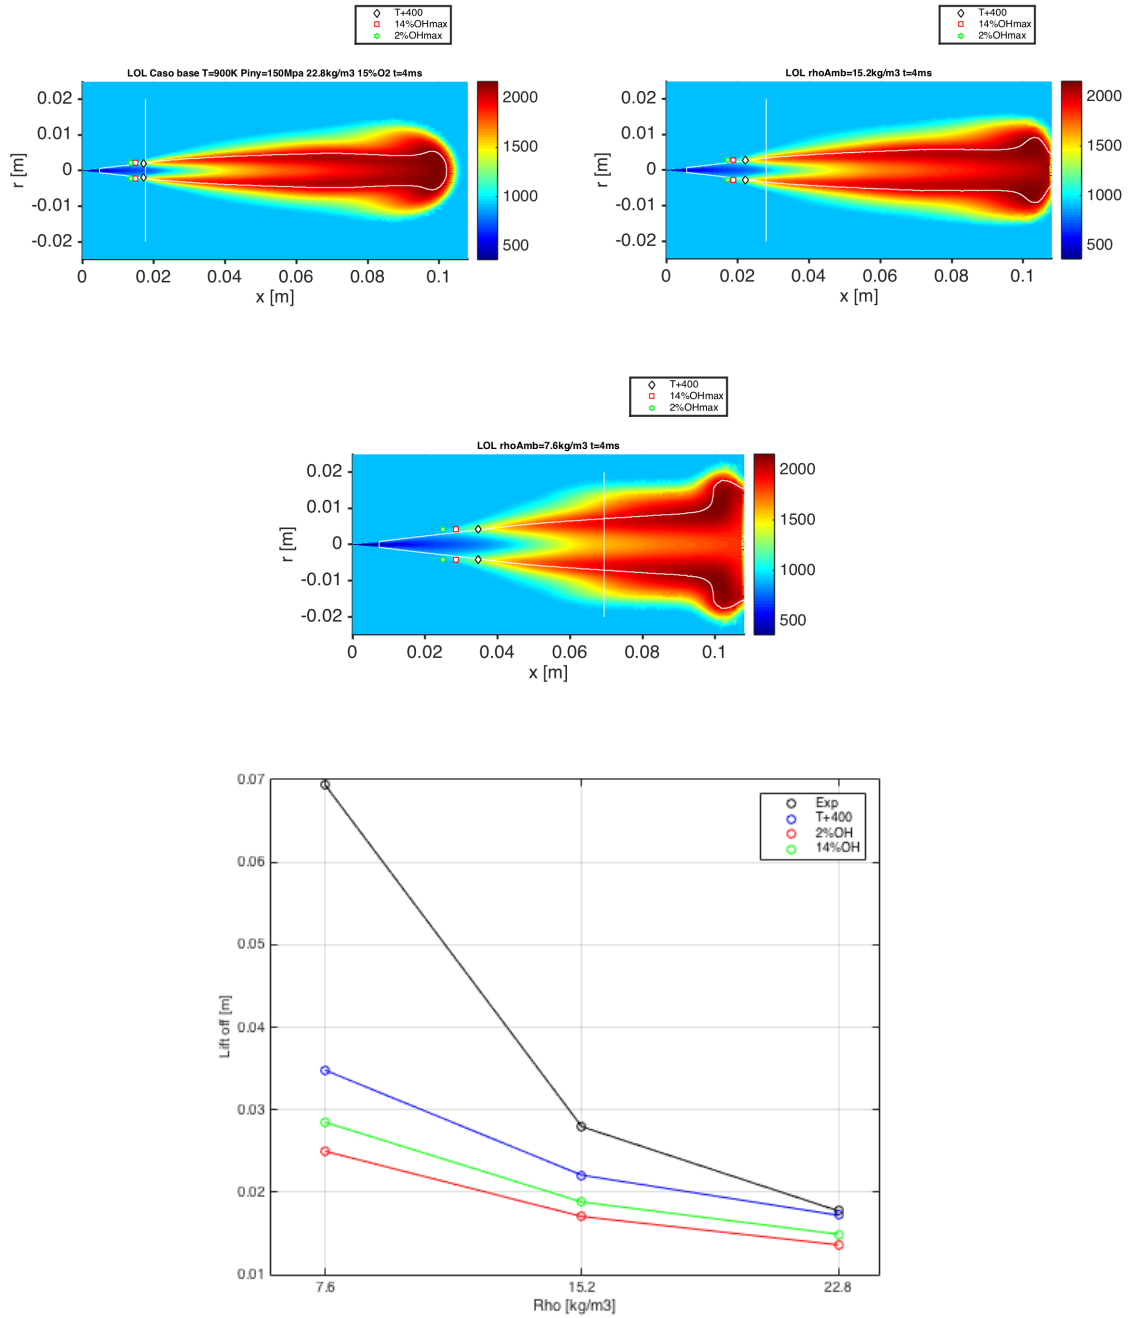 T+400
14%OHmax
2%OHmax
LOL Caso base T=900K Piny=150Mpa 22.8kg/m3 15%O2 t=4ms
0.02
0.01
0
-0.01
-0.02
r [m]
0 0.02 0.04 0.06 0.08 0.1
x [m]
2000
1500
1000
500
T+400
14%OHmax
2%OHmax
LOL rhoAmb=15.2kg/m3 t=4ms
0.02
0.01
0
-0.01
-0.02
r [m]
0 0.02 0.04 0.06 0.08 0.1
x [m]
2000
1500
1000
500
T+400
14%OHmax
2%OHmax
LOL rhoAmb=7.6kg/m3 t=4ms
0.02
0.01
0
-0.01
-0.02
r [m]
0 0.02 0.04 0.06 0.08 0.1
x [m]
2000
1500
1000
500
0.07
0.06
0.05
0.04
0.03
0.02
0.01
Lift off [m]
Exp
T+400
2%OH
14%OH
7.6 15.2 22.8
Rho [kg/m3]